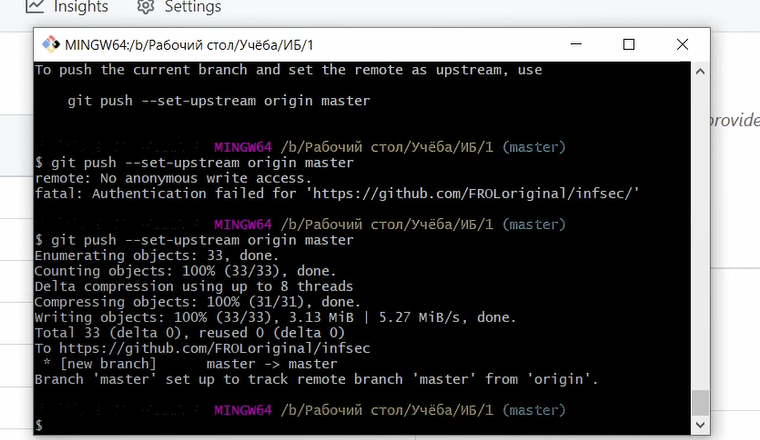 Insights
Settings
MINGW64:/b/Рабочий стол/Учёба/ИБ/1
To push the current branch and set the remote as upstream, use
git push --set-upstream origin master
MINGW64 /b/Рабочий стол/Учёба/ИБ/1 (master)
$ git push --set-upstream origin master
remote: No anonymous write access.
fatal: Authentication failed for 'https://github.com/FROLoriginal/infsec/'
MINGW64 /b/Рабочий стол/Учёба/ИБ/1 (master)
$ git push --set-upstream origin master
Enumerating objects: 33, done.
Counting objects: 100% (33/33), done.
Delta compression using up to 8 threads
Compressing objects: 100% (31/31), done.
Writing objects: 100% (33/33), 3.13 MiB | 5.27 MiB/s, done.
Total 33 (delta 0), reused 0 (delta 0)
To https://github.com/FROLoriginal/infsec
* [new branch]      master -> master
Branch 'master' set up to track remote branch 'master' from 'origin'.
MINGW64 /b/Рабочий стол/Учёба/ИБ/1 (master)
$
provide